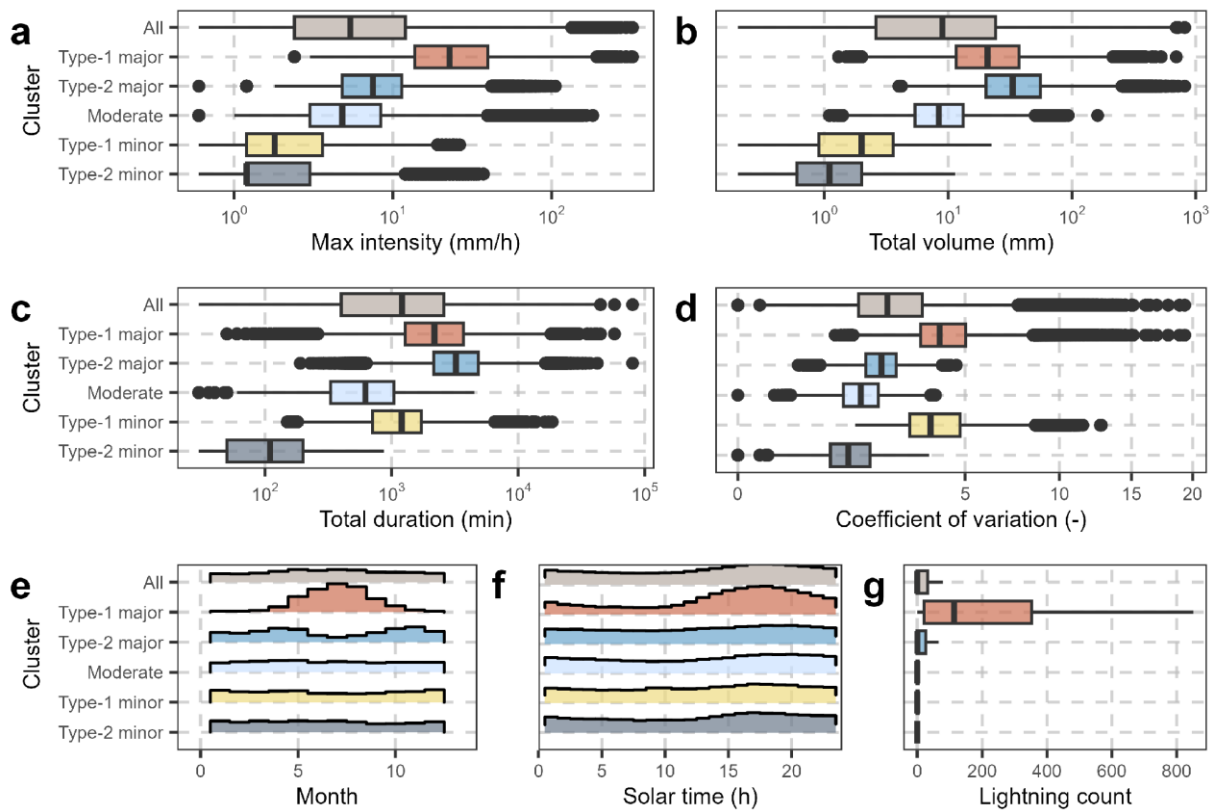 a
Cluster
All
Type-1 major
Type-2 major
Moderate
Type-1 minor
Type-2 minor
10⁰ 10¹ 10²
Max intensity (mm/h)
b
10⁰ 10¹ 10² 10³
Total volume (mm)
c
Cluster
All
Type-1 major
Type-2 major
Moderate
Type-1 minor
Type-2 minor
10² 10³ 10⁴ 10⁵
Total duration (min)
d
0 5 10 15 20
Coefficient of variation (-)
e
Cluster
All
Type-1 major
Type-2 major
Moderate
Type-1 minor
Type-2 minor
0 5 10
Month
f
0 5 10 15 20
Solar time (h)
g
0 200 400 600 800
Lightning count